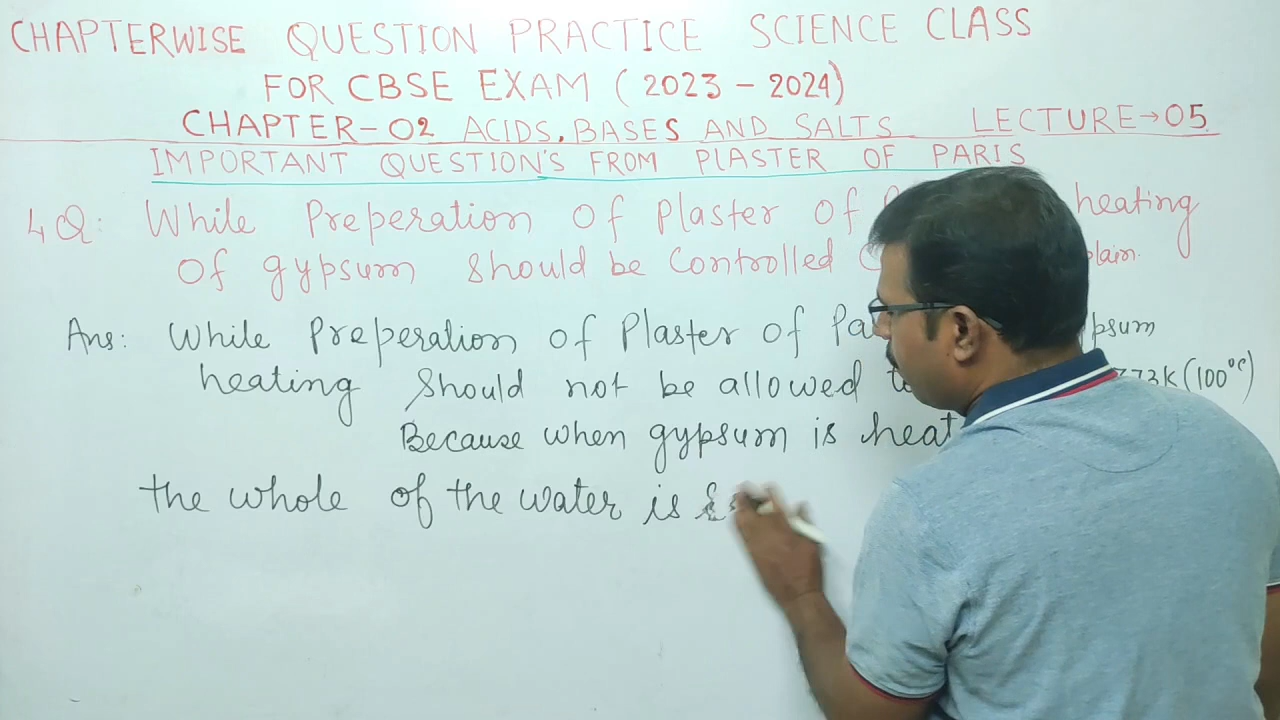 CHAPTERWISE QUESTION PRACTICE SCIENCE CLASS
FOR CBSE EXAM (2023 - 2024)
CHAPTER-02 ACIDS, BASES AND SALTS LECTURE→05
IMPORTANT QUESTION'S FROM PLASTER OF PARIS
4Q: While Preperation of Plaster of heating
of gypsum should be controlled
Ans: While Preperation of Plaster of
heating should not be allowed 373K (100°C)
Because when gypsum is
the whole of the water is